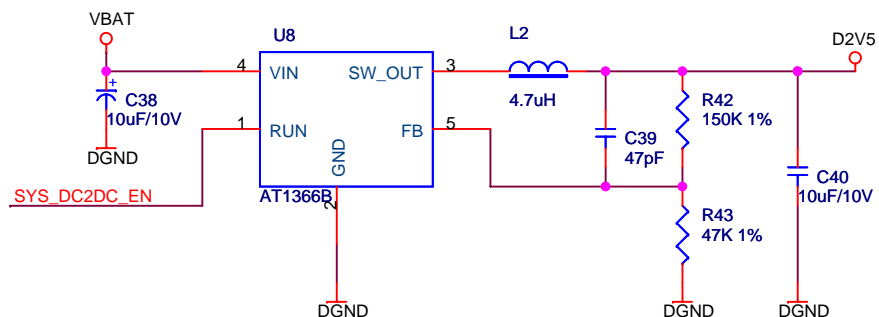 VBAT
U8
L2
D2V5
4
VIN
SW_OUT
3
+
C38
10uF/10V
4.7uH
R42
150K 1%
1
RUN
FB
5
C39
47pF
DGND
GND
C40
10uF/10V
SYS_DC2DC_EN
AT1366B
2
R43
47K 1%
DGND
DGND
DGND